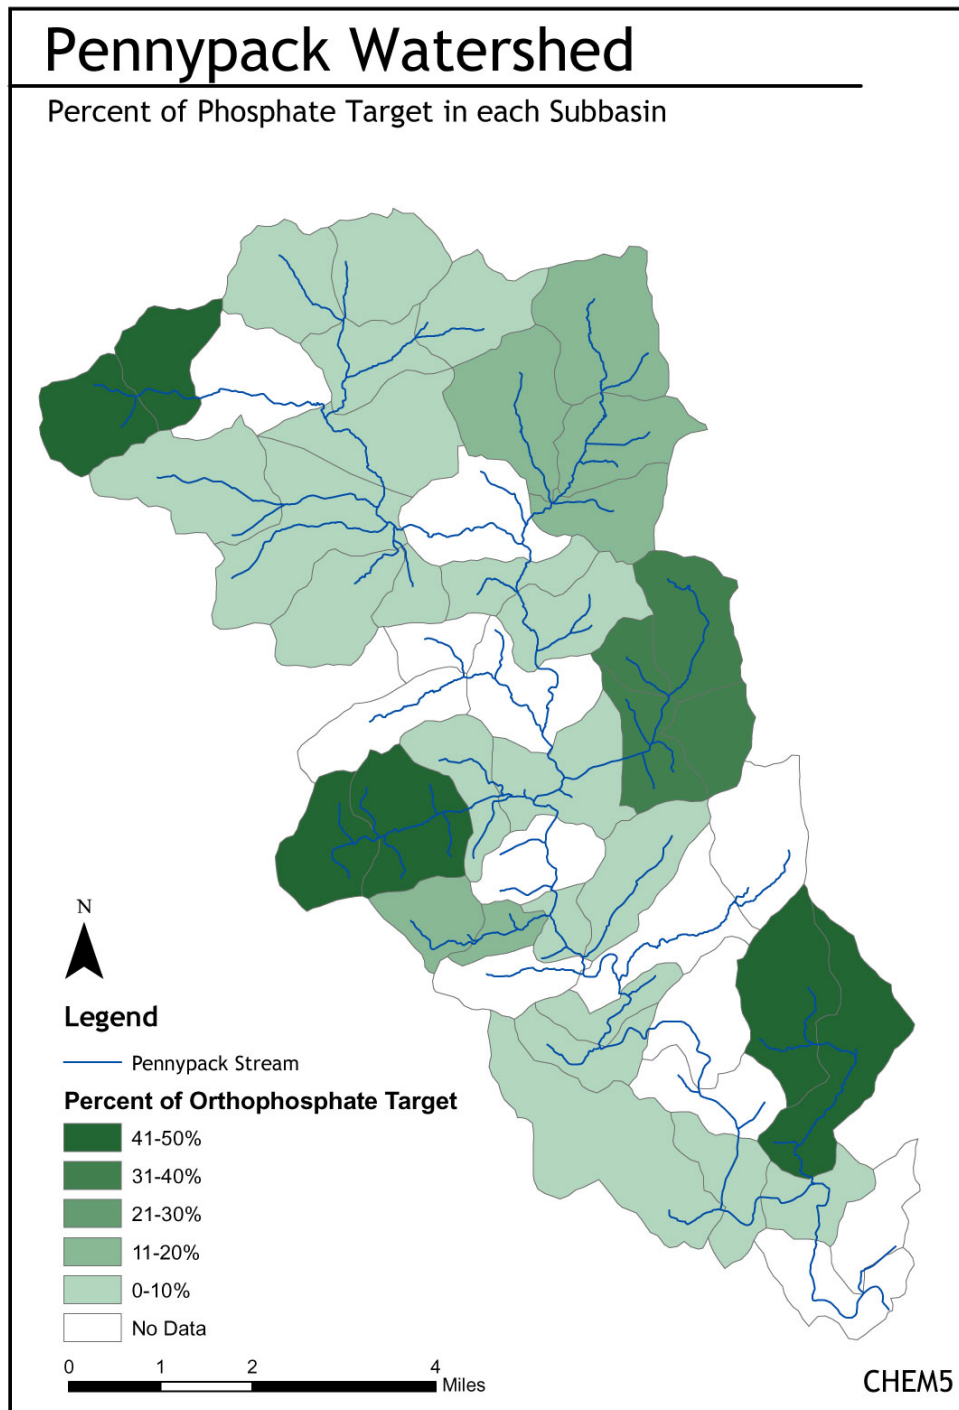 Pennypack Watershed
Percent of Phosphate Target in each Subbasin
N
Legend
Pennypack Stream
Percent of Orthophosphate Target
41-50%
31-40%
21-30%
11-20%
0-10%
No Data
0 1 2 4
Miles
CHEM5